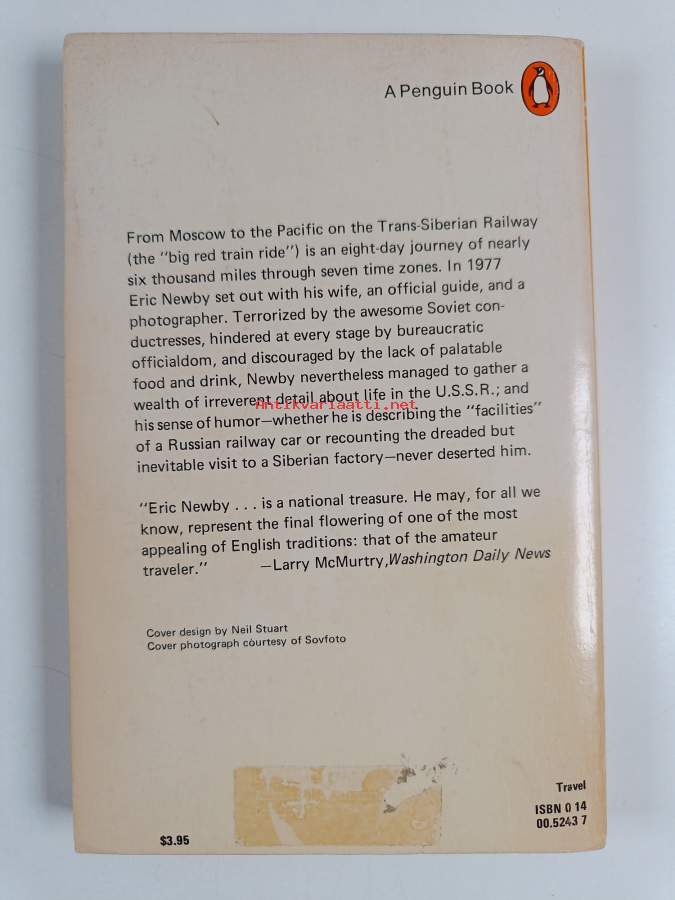 A Penguin Book
From Moscow to the Pacific on the Trans-Siberian Railway
(the "big red train ride") is an eight-day journey of nearly
six thousand miles through seven time zones. In 1977
Eric Newby set out with his wife, an official guide, and a
photographer. Terrorized by the awesome Soviet con-
ductresses, hindered at every stage by bureaucratic
officialdom, and discouraged by the lack of palatable
food and drink, Newby nevertheless managed to gather a
wealth of irreverent detail about life in the U.S.S.R.; and
Antikvariaatti.net
his sense of humor—whether he is describing the "facilities"
of a Russian railway car or recounting the dreaded but
inevitable visit to a Siberian factory—never deserted him.
"Eric Newby . . . is a national treasure. He may, for all we
know, represent the final flowering of one of the most
appealing of English traditions: that of the amateur
traveler." —Larry McMurtry, Washington Daily News
Cover design by Neil Stuart
Cover photograph courtesy of Sovfoto
Travel
ISBN 0 14
00.5243 7
$3.95